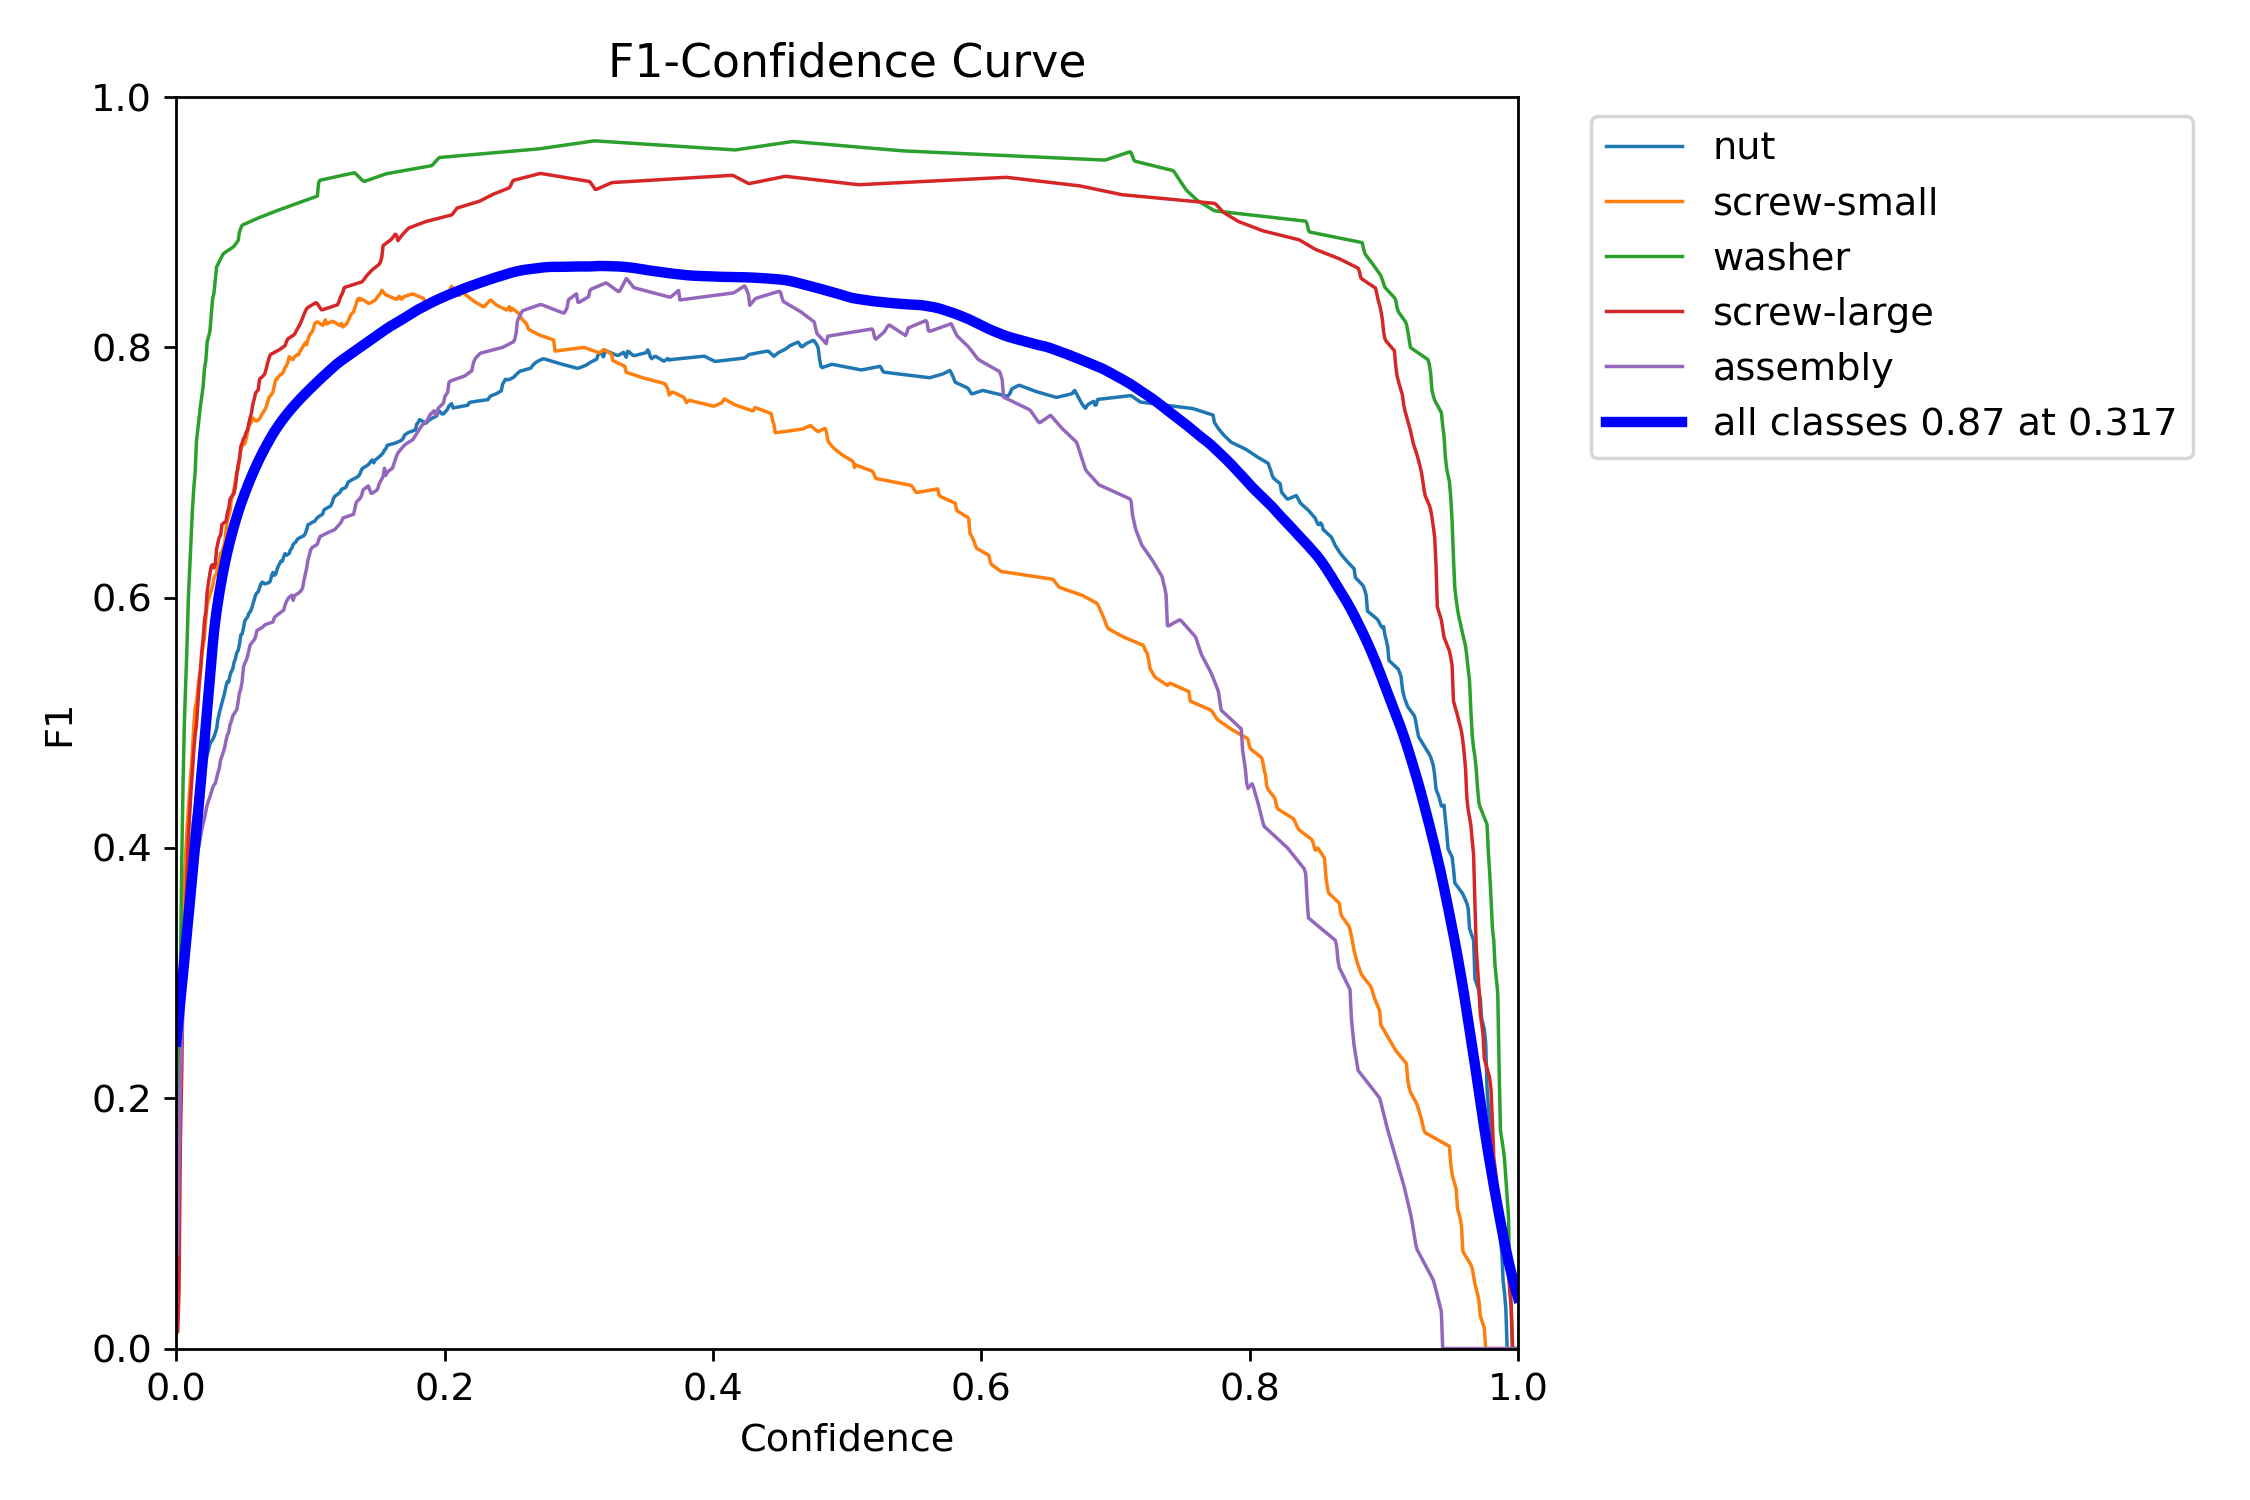 F1-Confidence Curve
1.0
0.8
0.6
0.4
0.2
0.0
F1
0.0 0.2 0.4 0.6 0.8 1.0
Confidence
nut
screw-small
washer
screw-large
assembly
all classes 0.87 at 0.317